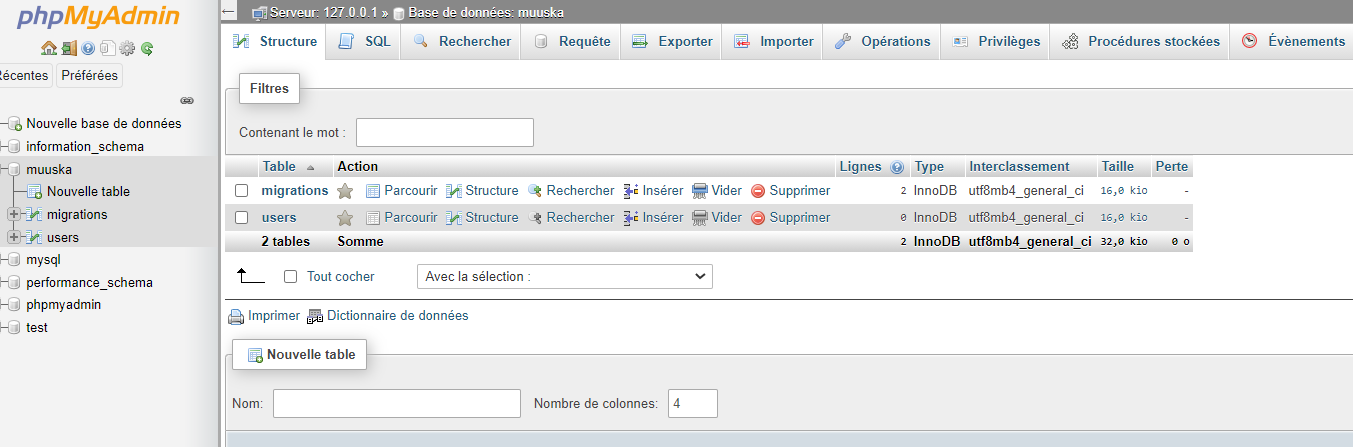 phpMyAdmin
Récentes Préférées
Nouvelle base de données
information_schema
muuska
Nouvelle table
migrations
users
mysql
performance_schema
phpmyadmin
test
Serveur: 127.0.0.1 » Base de données: muuska
Structure SQL Rechercher Requête Exporter Importer Opérations Privilèges Procédures stockées Évènements
Filtres
Contenant le mot :
Table Action Lignes Type Interclassement Taille Perte
migrations Parcourir Structure Rechercher Insérer Vider Supprimer 2 InnoDB utf8mb4_general_ci 16,0 kio -
users Parcourir Structure Rechercher Insérer Vider Supprimer 0 InnoDB utf8mb4_general_ci 16,0 kio -
2 tables Somme 2 InnoDB utf8mb4_general_ci 32,0 kio 0 o
Tout cocher Avec la sélection :
Imprimer Dictionnaire de données
Nouvelle table
Nom: Nombre de colonnes: 4